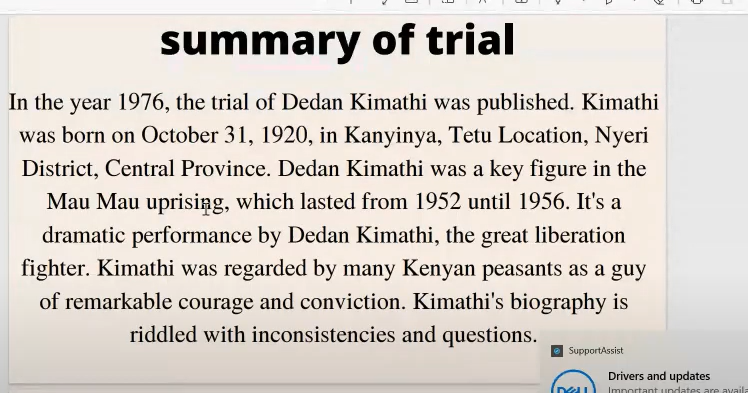 summary of trial
In the year 1976, the trial of Dedan Kimathi was published. Kimathi
was born on October 31, 1920, in Kanyinya, Tetu Location, Nyeri
District, Central Province. Dedan Kimathi was a key figure in the
Mau Mau uprising, which lasted from 1952 until 1956. It's a
dramatic performance by Dedan Kimathi, the great liberation
fighter. Kimathi was regarded by many Kenyan peasants as a guy
of remarkable courage and conviction. Kimathi's biography is
riddled with inconsistencies and questions.
SupportAssist
Drivers and updates
Important updates are
DELL